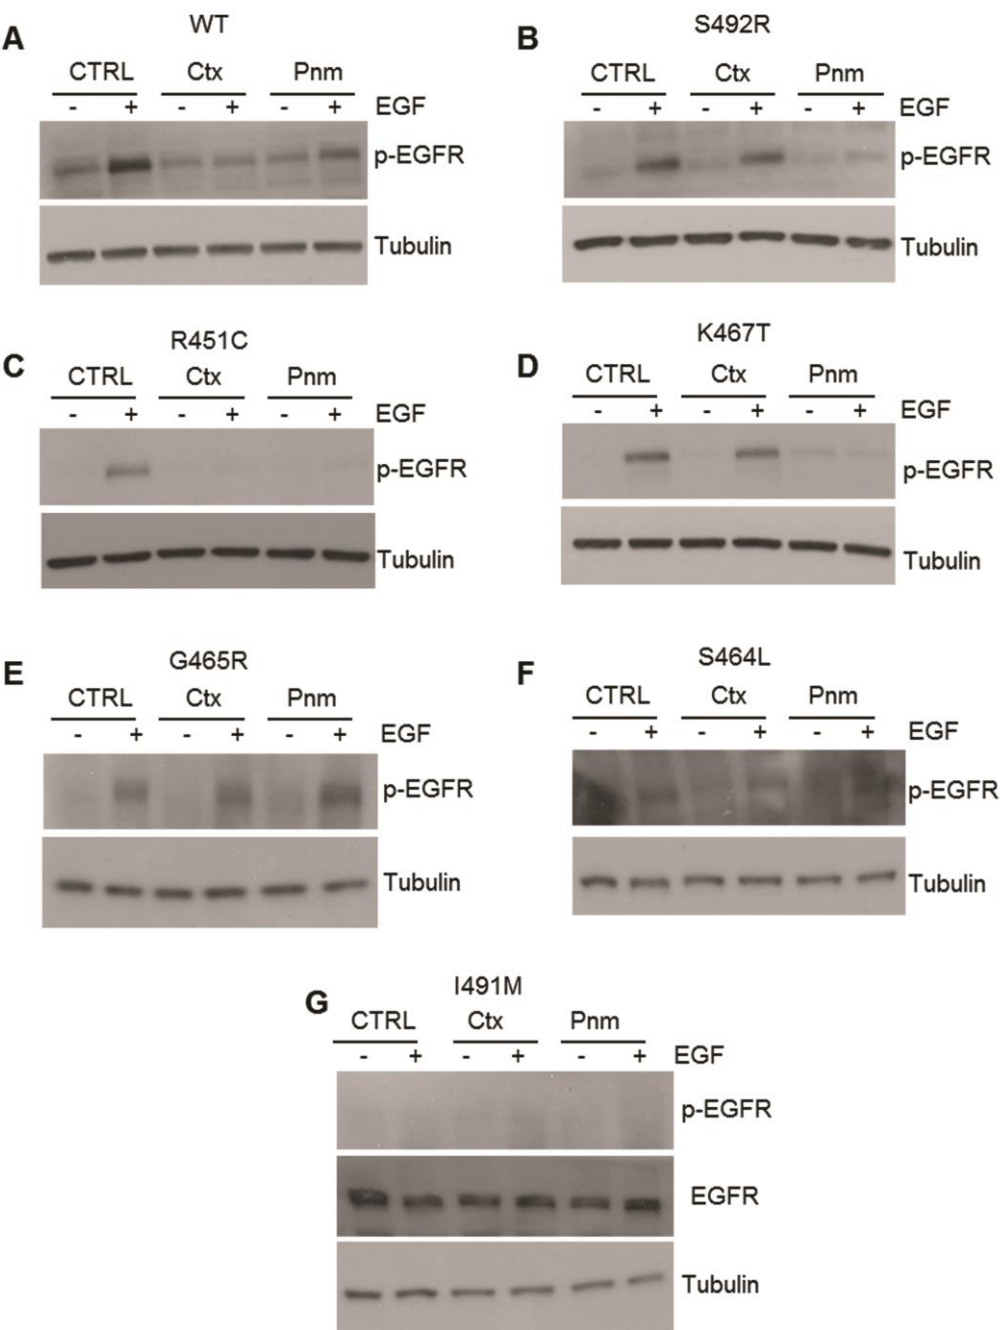 A
WT
CTRL Ctx Pnm
- + - + - + EGF
p-EGFR
Tubulin
B
S492R
CTRL Ctx Pnm
- + - + - + EGF
p-EGFR
Tubulin
C
R451C
CTRL Ctx Pnm
- + - + - + EGF
p-EGFR
Tubulin
D
K467T
CTRL Ctx Pnm
- + - + - + EGF
p-EGFR
Tubulin
E
G465R
CTRL Ctx Pnm
- + - + - + EGF
p-EGFR
Tubulin
F
S464L
CTRL Ctx Pnm
- + - + - + EGF
p-EGFR
Tubulin
G
I491M
CTRL Ctx Pnm
- + - + - + EGF
p-EGFR
EGFR
Tubulin